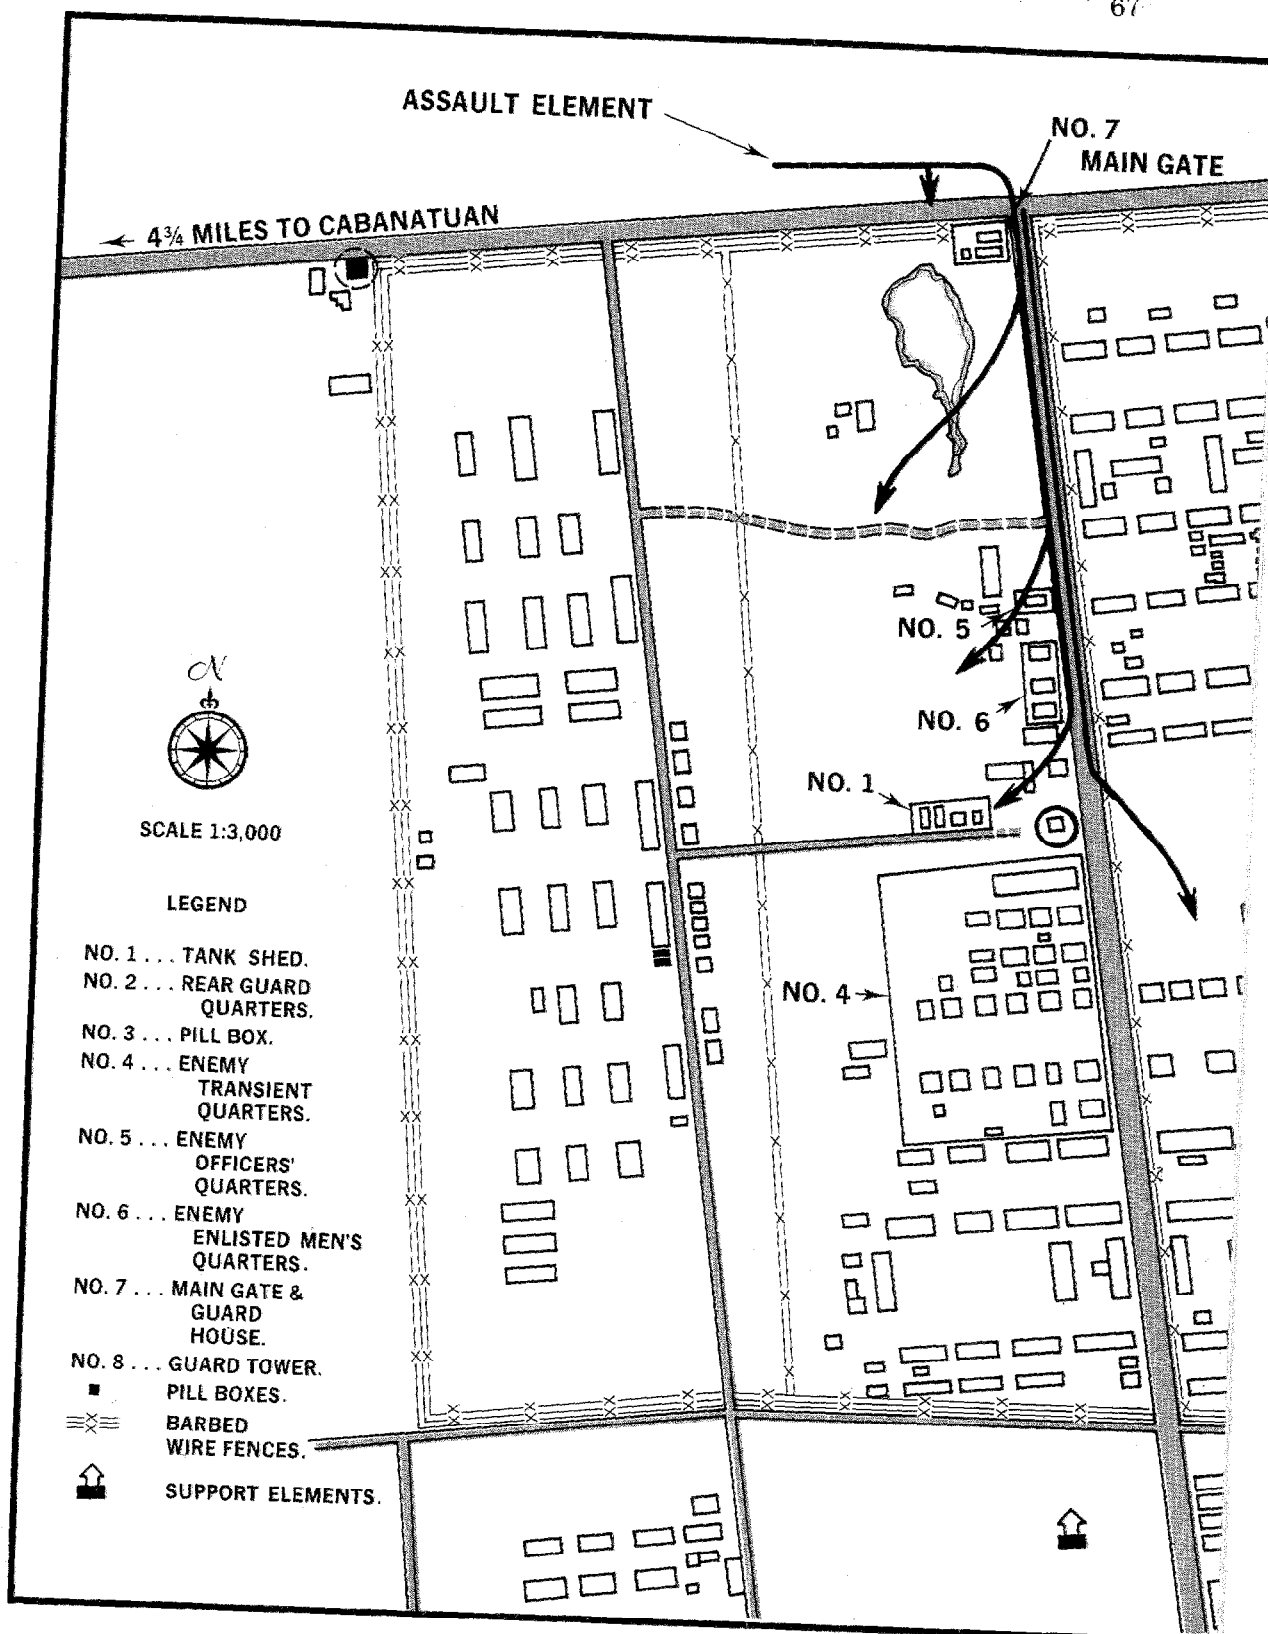 67
ASSAULT ELEMENT
NO. 7
MAIN GATE
4¾ MILES TO CABANATUAN
NO. 5
N
NO. 6
NO. 1
SCALE 1:3,000
LEGEND
NO. 1 . . . TANK SHED.
NO. 2 . . . REAR GUARD
QUARTERS.
NO. 3 . . . PILL BOX.
NO. 4
NO. 4 . . . ENEMY
TRANSIENT
QUARTERS.
NO. 5 . . . ENEMY
OFFICERS'
QUARTERS.
NO. 6 . . . ENEMY
ENLISTED MEN'S
QUARTERS.
NO. 7 . . . MAIN GATE &
GUARD
HOUSE.
NO. 8 . . . GUARD TOWER.
PILL BOXES.
BARBED
WIRE FENCES.
SUPPORT ELEMENTS.